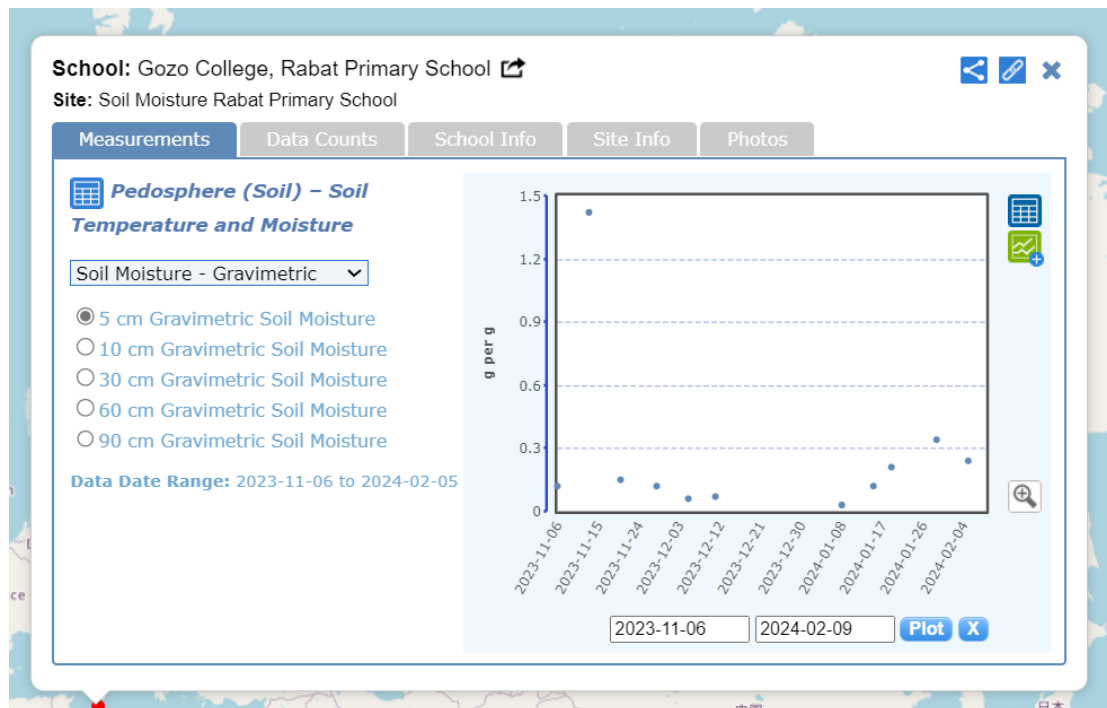 School: Gozo College, Rabat Primary School
Site: Soil Moisture Rabat Primary School
Measurements Data Counts School Info Site Info Photos
Pedosphere (Soil) – Soil
Temperature and Moisture
Soil Moisture - Gravimetric
5 cm Gravimetric Soil Moisture
10 cm Gravimetric Soil Moisture
30 cm Gravimetric Soil Moisture
60 cm Gravimetric Soil Moisture
90 cm Gravimetric Soil Moisture
Data Date Range: 2023-11-06 to 2024-02-05
g per g
1.5
1.2
0.9
0.6
0.3
0
2023-11-06
2023-11-15
2023-11-24
2023-12-03
2023-12-12
2023-12-21
2023-12-30
2024-01-08
2024-01-17
2024-01-26
2024-02-04
2023-11-06 2024-02-09 Plot X